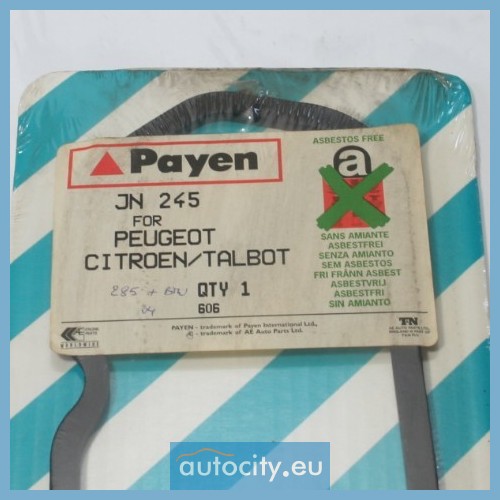 Payen
JN 245
FOR
PEUGEOT
CITROEN/TALBOT
QTY 1
606
ASBESTOS FREE
a
SANS AMIANTE
ASBESTFREI
SENZA AMIANTO
SEM ASBESTOS
FRI FRÅNN ASBEST
ASBESTVRIJ
ASBESTFRI
SIN AMIANTO
PAYEN - trademark of Payen International Ltd.,
- trademark of AE Auto Parts Ltd.
WORLDWIDE
autocity.eu